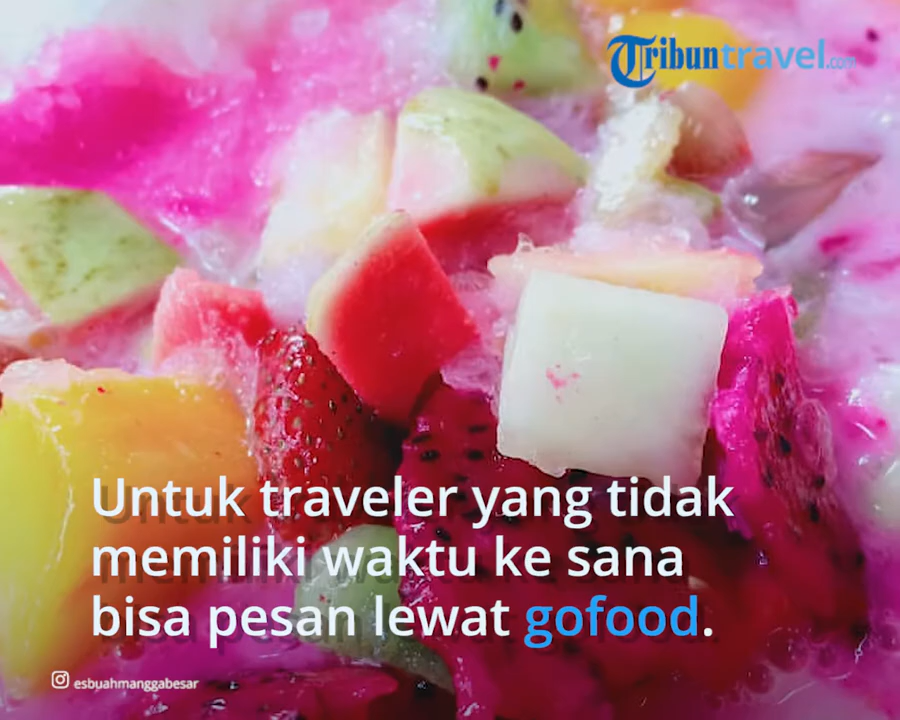 Tribuntravel.com
Untuk traveler yang tidak
memiliki waktu ke sana
bisa pesan lewat gofood.
esbuahmanggabesar